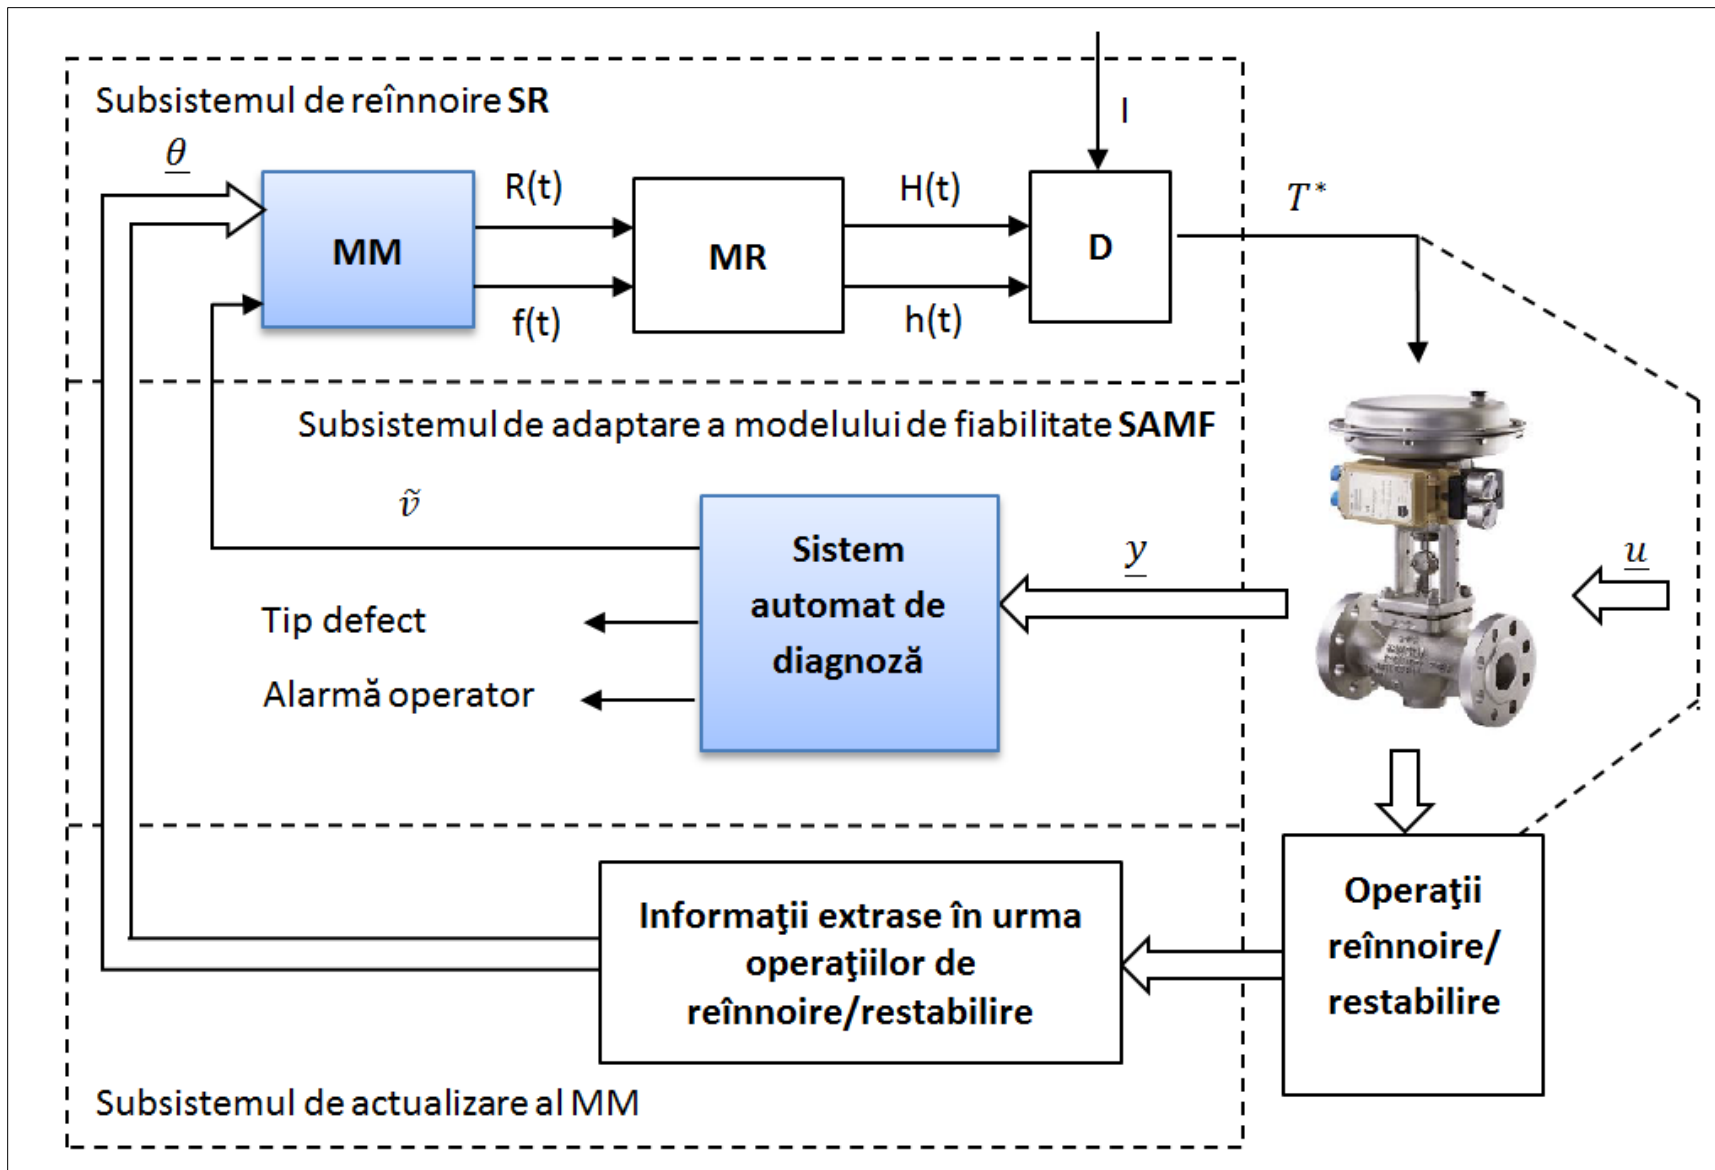 Subsistemul de reînnoire SR
I
θ
R(t)
H(t)
T*
MM
MR
D
f(t)
h(t)
Subsistemul de adaptare a modelului de fiabilitate SAMF
ṽ
Sistem
automat de
diagnoză
y
u
Tip defect
Alarmă operator
Informaţii extrase în urma
operaţiilor de
reînnoire/restabilire
Operaţii
reînnoire/
restabilire
Subsistemul de actualizare al MM